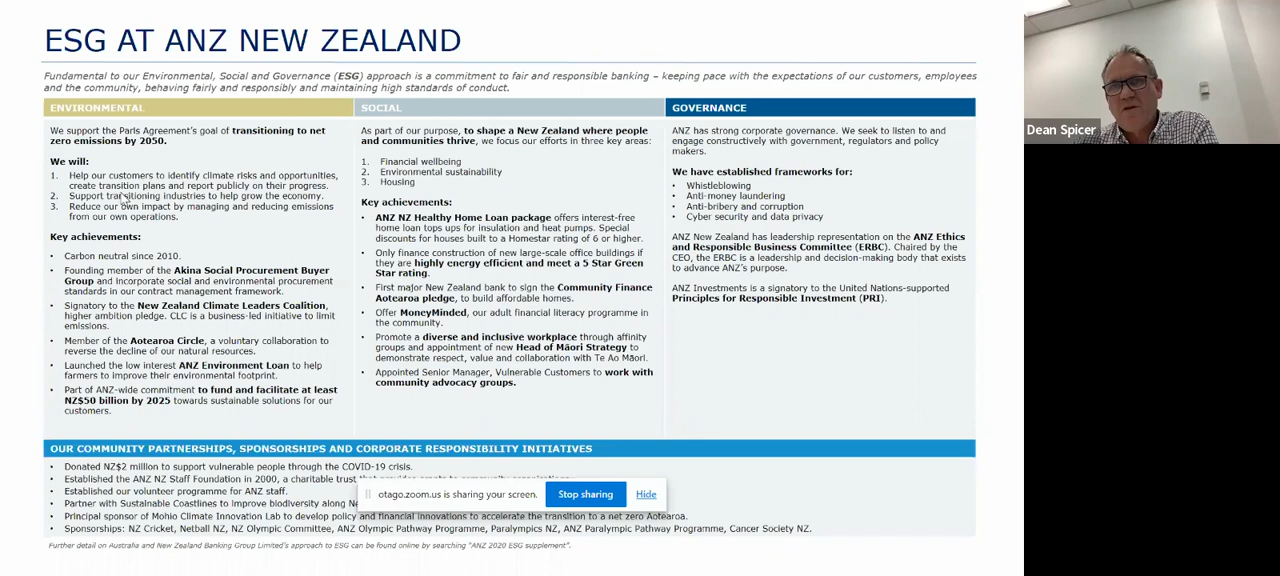 ESG AT ANZ NEW ZEALAND
Fundamental to our Environmental, Social and Governance (ESG) approach is a commitment to fair and responsible banking – keeping pace with the expectations of our customers, employees
and the community, behaving fairly and responsibly and maintaining high standards of conduct.
ENVIRONMENTAL
We support the Paris Agreement's goal of transitioning to net
zero emissions by 2050.
We will:
1. Help our customers to identify climate risks and opportunities,
create transition plans and report publicly on their progress.
2. Support transitioning industries to help grow the economy.
3. Reduce our own impact by managing and reducing emissions
from our own operations.
Key achievements:
• Carbon neutral since 2010.
• Founding member of the Akina Social Procurement Buyer
Group and incorporate social and environmental procurement
standards in our contract management framework.
• Signatory to the New Zealand Climate Leaders Coalition,
higher ambition pledge. CLC is a business-led initiative to limit
emissions.
• Member of the Aotearoa Circle, a voluntary collaboration to
reverse the decline of our natural resources.
• Launched the low interest ANZ Environment Loan to help
farmers to improve their environmental footprint.
• Part of ANZ-wide commitment to fund and facilitate at least
NZ$50 billion by 2025 towards sustainable solutions for our
customers.
SOCIAL
As part of our purpose, to shape a New Zealand where people
and communities thrive, we focus our efforts in three key areas:
1. Financial wellbeing
2. Environmental sustainability
3. Housing
Key achievements:
• ANZ NZ Healthy Home Loan package offers interest-free
home loan tops ups for insulation and heat pumps. Special
discounts for houses built to a Homestar rating of 6 or higher.
• Only finance construction of new large-scale office buildings if
they are highly energy efficient and meet a 5 Star Green
Star rating.
• First major New Zealand bank to sign the Community Finance
Aotearoa pledge, to build affordable homes.
• Offer MoneyMinded, our adult financial literacy programme in
the community.
• Promote a diverse and inclusive workplace through affinity
groups and appointment of new Head of Māori Strategy to
demonstrate respect, value and collaboration with Te Ao Māori.
• Appointed Senior Manager, Vulnerable Customers to work with
community advocacy groups.
GOVERNANCE
ANZ has strong corporate governance. We seek to listen to and
engage constructively with government, regulators and policy
makers.
We have established frameworks for:
• Whistleblowing
• Anti-money laundering
• Anti-bribery and corruption
• Cyber security and data privacy
ANZ New Zealand has leadership representation on the ANZ Ethics
and Responsible Business Committee (ERBC). Chaired by the
CEO, the ERBC is a leadership and decision-making body that exists
to advance ANZ's purpose.
ANZ Investments is a signatory to the United Nations-supported
Principles for Responsible Investment (PRI).
OUR COMMUNITY PARTNERSHIPS, SPONSORSHIPS AND CORPORATE RESPONSIBILITY INITIATIVES
• Donated NZ$2 million to support vulnerable people through the COVID-19 crisis.
• Established the ANZ NZ Staff Foundation in 2000, a charitable trust
• Established our volunteer programme for ANZ staff.
• Partner with Sustainable Coastlines to improve biodiversity along
• Principal sponsor of Mohio Climate Innovation Lab to develop policy and financial innovations to accelerate the transition to a net zero Aotearoa.
• Sponsorships: NZ Cricket, Netball NZ, NZ Olympic Committee, ANZ Olympic Pathway Programme, Paralympics NZ, ANZ Paralympic Pathway Programme, Cancer Society NZ.
Further detail on Australia and New Zealand Banking Group Limited's approach to ESG can be found online by searching "ANZ 2020 ESG supplement".
otago.zoom.us is sharing your screen.
Stop sharing
Hide
Dean Spicer